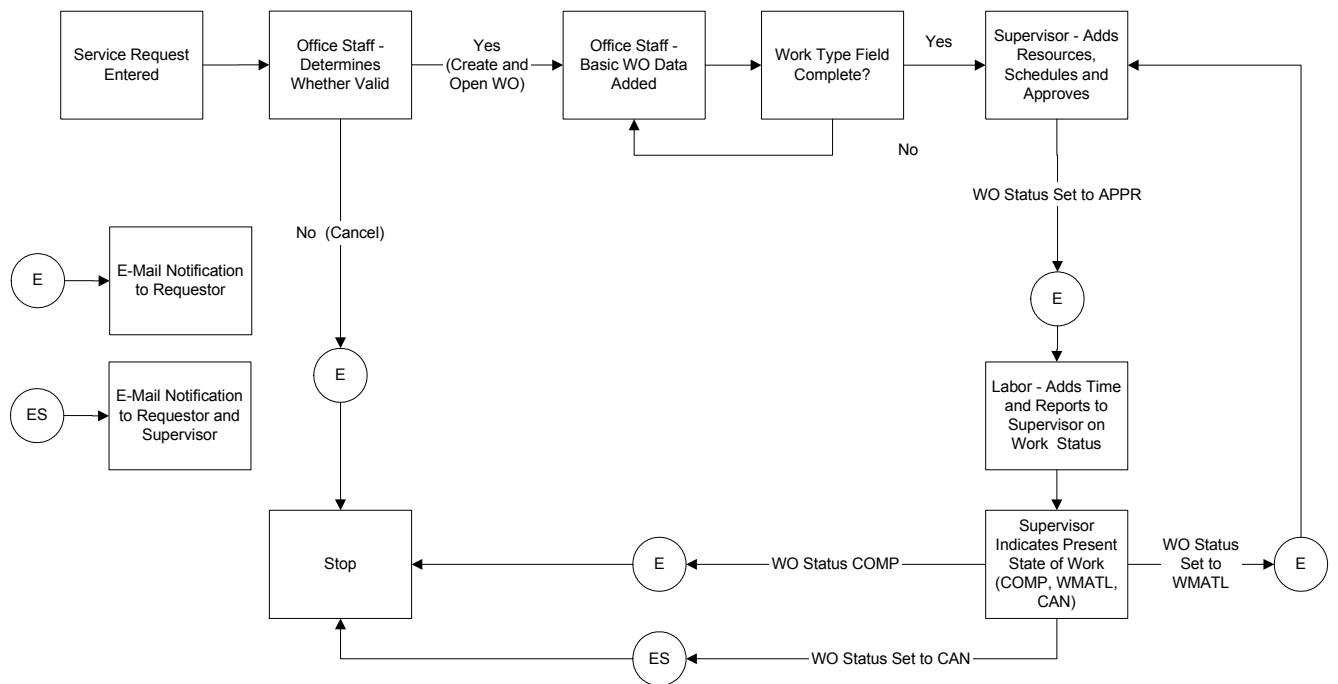 Service Request
Entered
Office Staff -
Determines
Whether Valid
Yes
(Create and
Open WO)
Office Staff -
Basic WO Data
Added
Work Type Field
Complete?
Yes
Supervisor - Adds
Resources,
Schedules and
Approves
No
WO Status Set to APPR
No (Cancel)
E
E-Mail Notification
to Requestor
E
E
ES
E-Mail Notification
to Requestor and
Supervisor
Labor - Adds Time
and Reports to
Supervisor on
Work Status
Stop
E
WO Status COMP
Supervisor
Indicates Present
State of Work
(COMP, WMATL,
CAN)
WO Status
Set to
WMATL
E
ES
WO Status Set to CAN